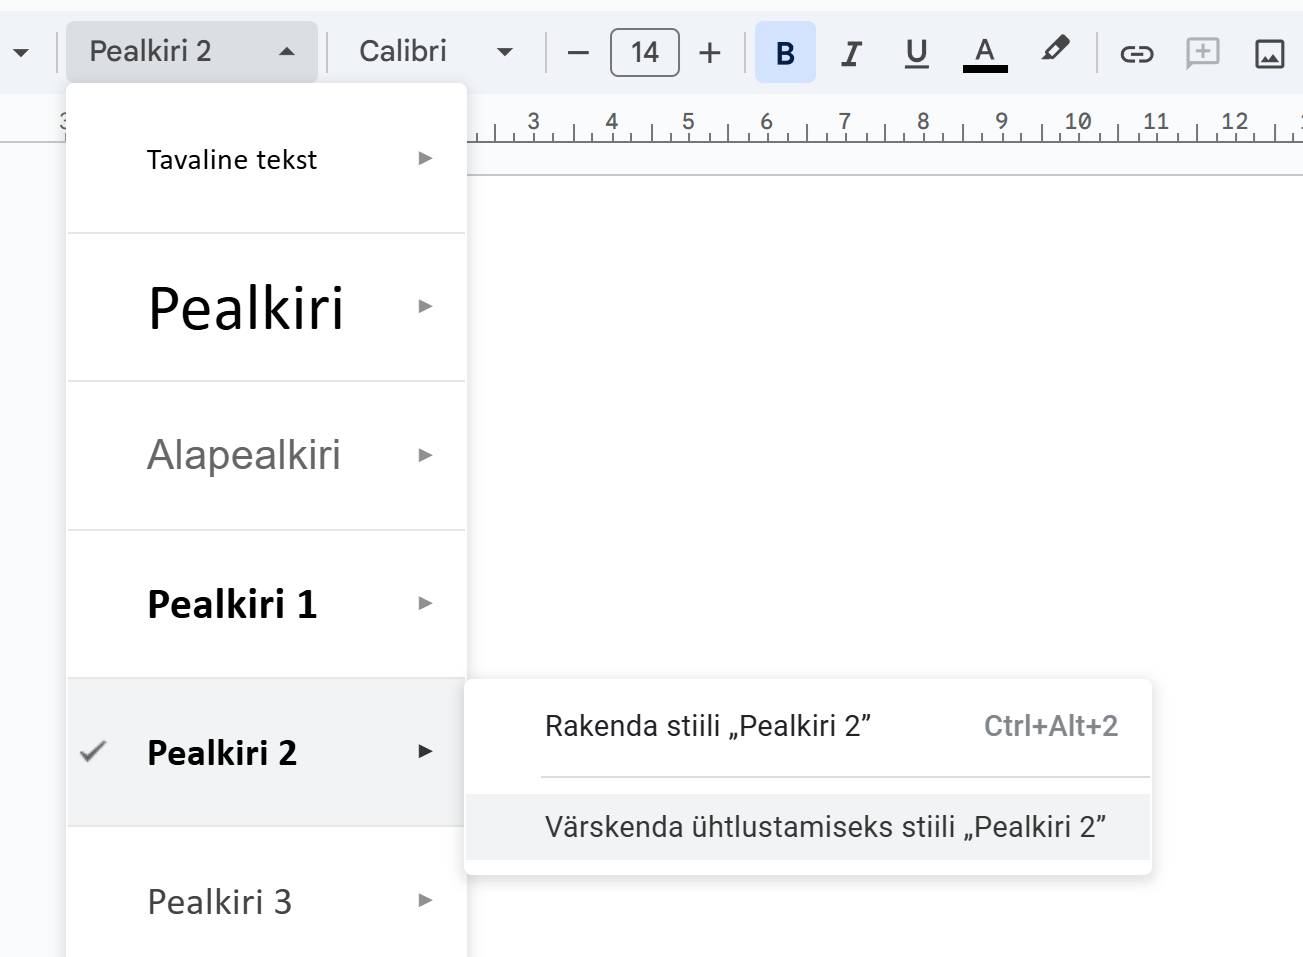 Pealkiri 2 Calibri − 14 + B I U A
3 3 4 5 6 7 8 9 10 11 12
Tavaline tekst
Pealkiri
Alapealkiri
Pealkiri 1
Pealkiri 2
Rakenda stiili „Pealkiri 2” Ctrl+Alt+2
Värskenda ühtlustamiseks stiili „Pealkiri 2”
Pealkiri 3